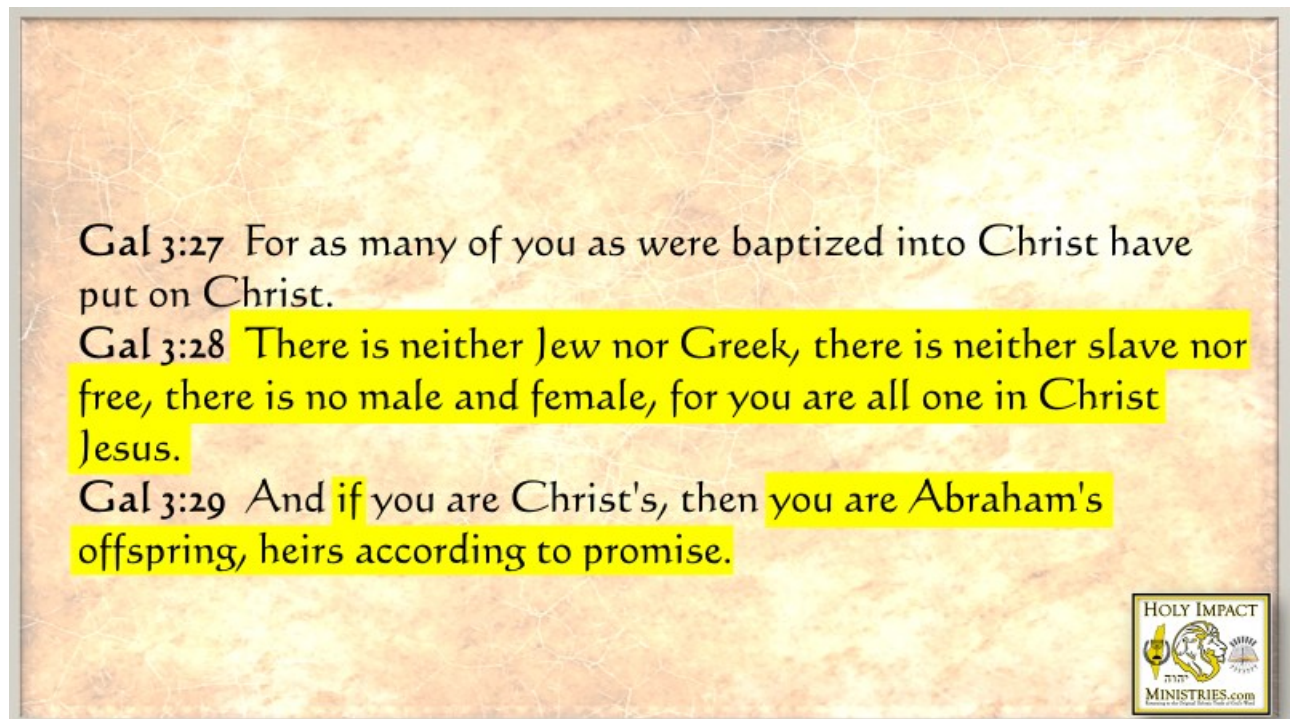 Gal 3:27 For as many of you as were baptized into Christ have
put on Christ.
Gal 3:28 There is neither Jew nor Greek, there is neither slave nor
free, there is no male and female, for you are all one in Christ
Jesus.
Gal 3:29 And if you are Christ's, then you are Abraham's
offspring, heirs according to promise.
HOLY IMPACT
יהוה
MINISTRIES.com